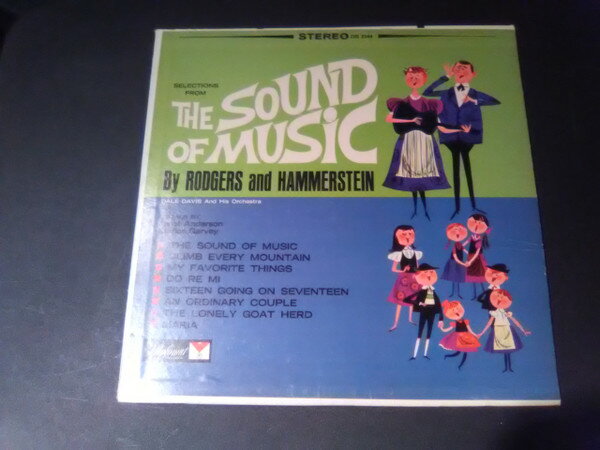 STEREO
SELECTIONS
FROM
THE SOUND
OF MUSIC
By RODGERS and HAMMERSTEIN
DALE DAVIS And His Orchestra
Anderson
Garvey
THE SOUND OF MUSIC
CLIMB EVERY MOUNTAIN
MY FAVORITE THINGS
DO RE MI
SIXTEEN GOING ON SEVENTEEN
AN ORDINARY COUPLE
THE LONELY GOAT HERD
MARIA